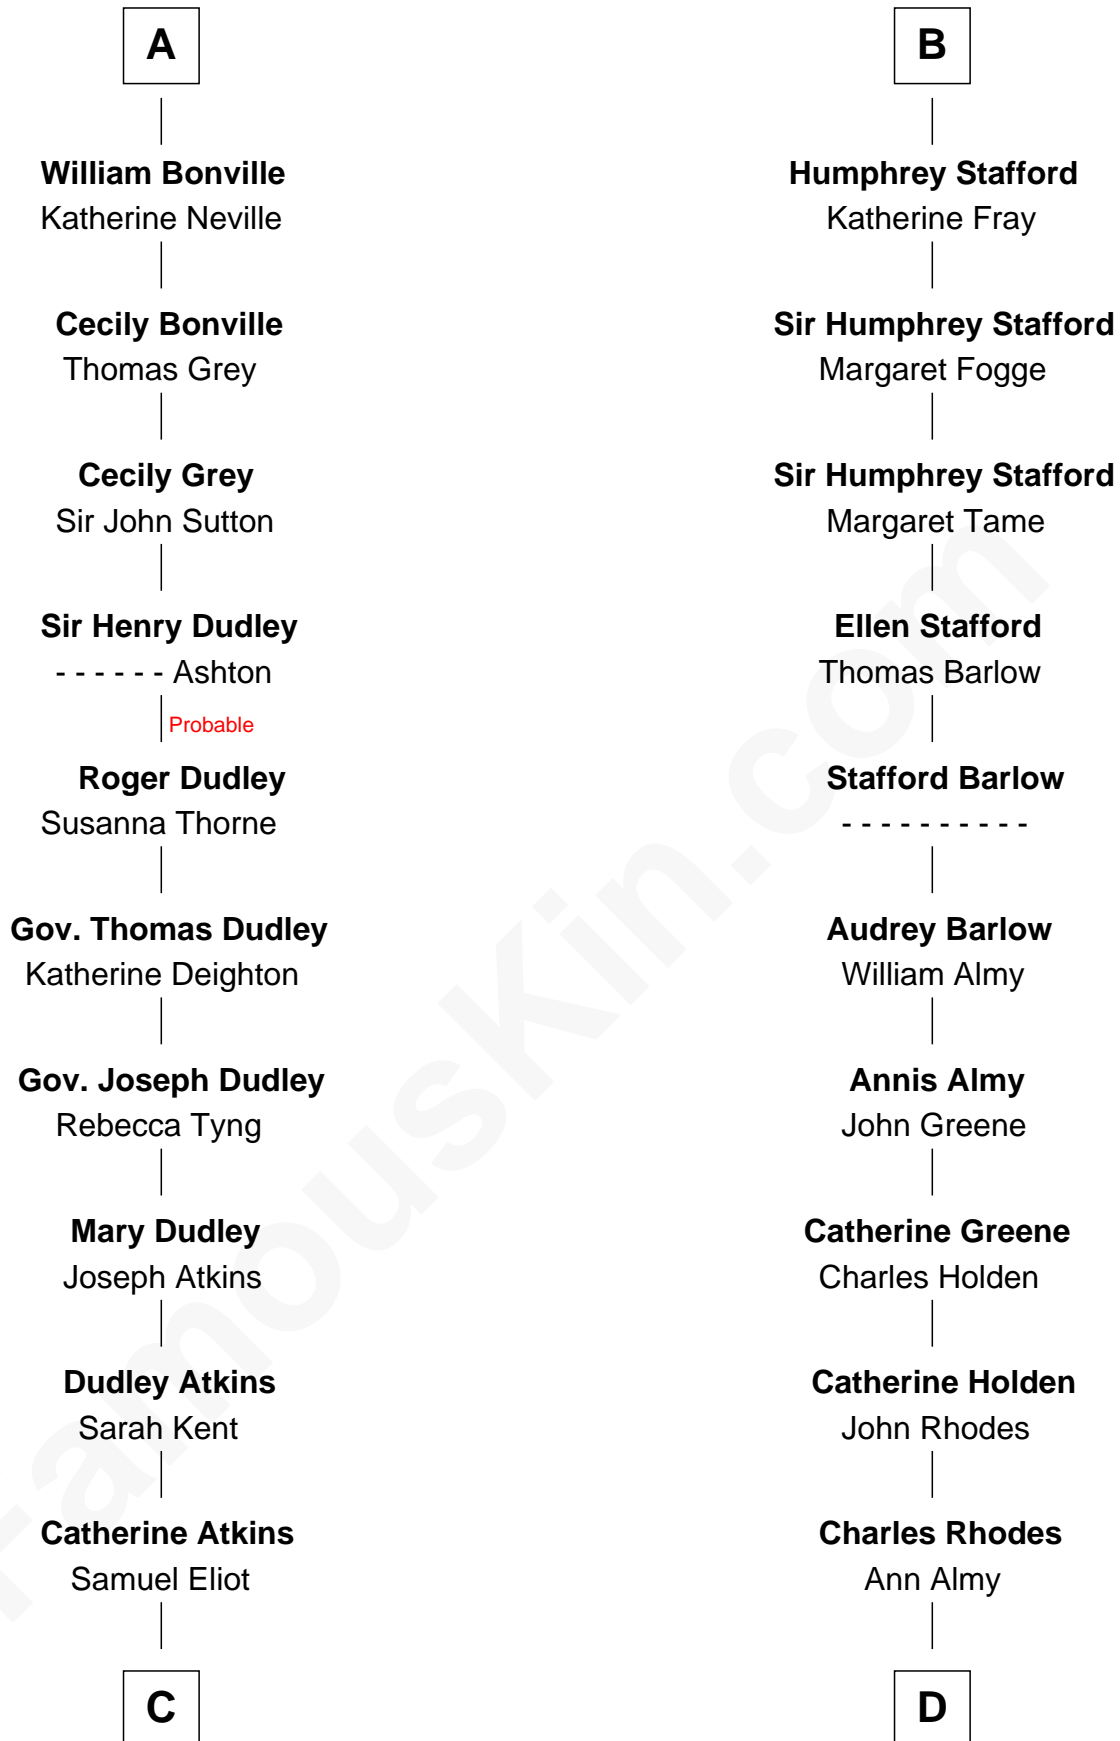 A
William Bonville
Katherine Neville
Cecily Bonville
Thomas Grey
Cecily Grey
Sir John Sutton
Sir Henry Dudley
- - - - - - Ashton
Probable
Roger Dudley
Susanna Thorne
Gov. Thomas Dudley
Katherine Deighton
Gov. Joseph Dudley
Rebecca Tyng
Mary Dudley
Joseph Atkins
Dudley Atkins
Sarah Kent
Catherine Atkins
Samuel Eliot
C
B
Humphrey Stafford
Katherine Fray
Sir Humphrey Stafford
Margaret Fogge
Sir Humphrey Stafford
Margaret Tame
Ellen Stafford
Thomas Barlow
Stafford Barlow
- - - - - - - - - -
Audrey Barlow
William Almy
Annis Almy
John Greene
Catherine Greene
Charles Holden
Catherine Holden
John Rhodes
Charles Rhodes
Ann Almy
D
FamousKin.com